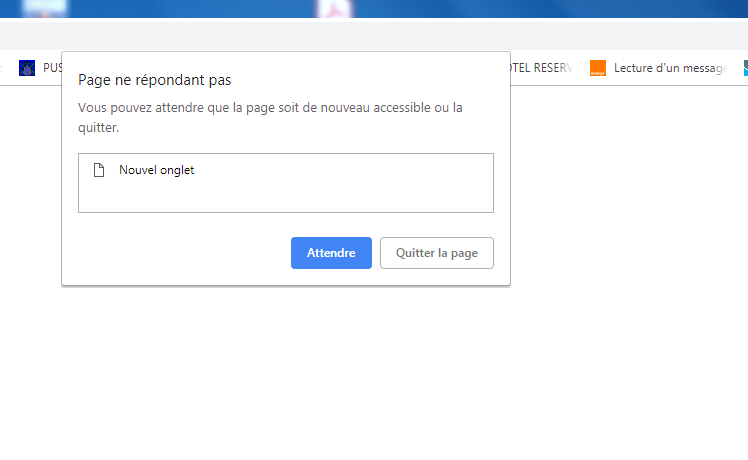 PUS
OTEL RESERV
Lecture d'un message
Page ne répondant pas
Vous pouvez attendre que la page soit de nouveau accessible ou la
quitter.
Nouvel onglet
Attendre
Quitter la page